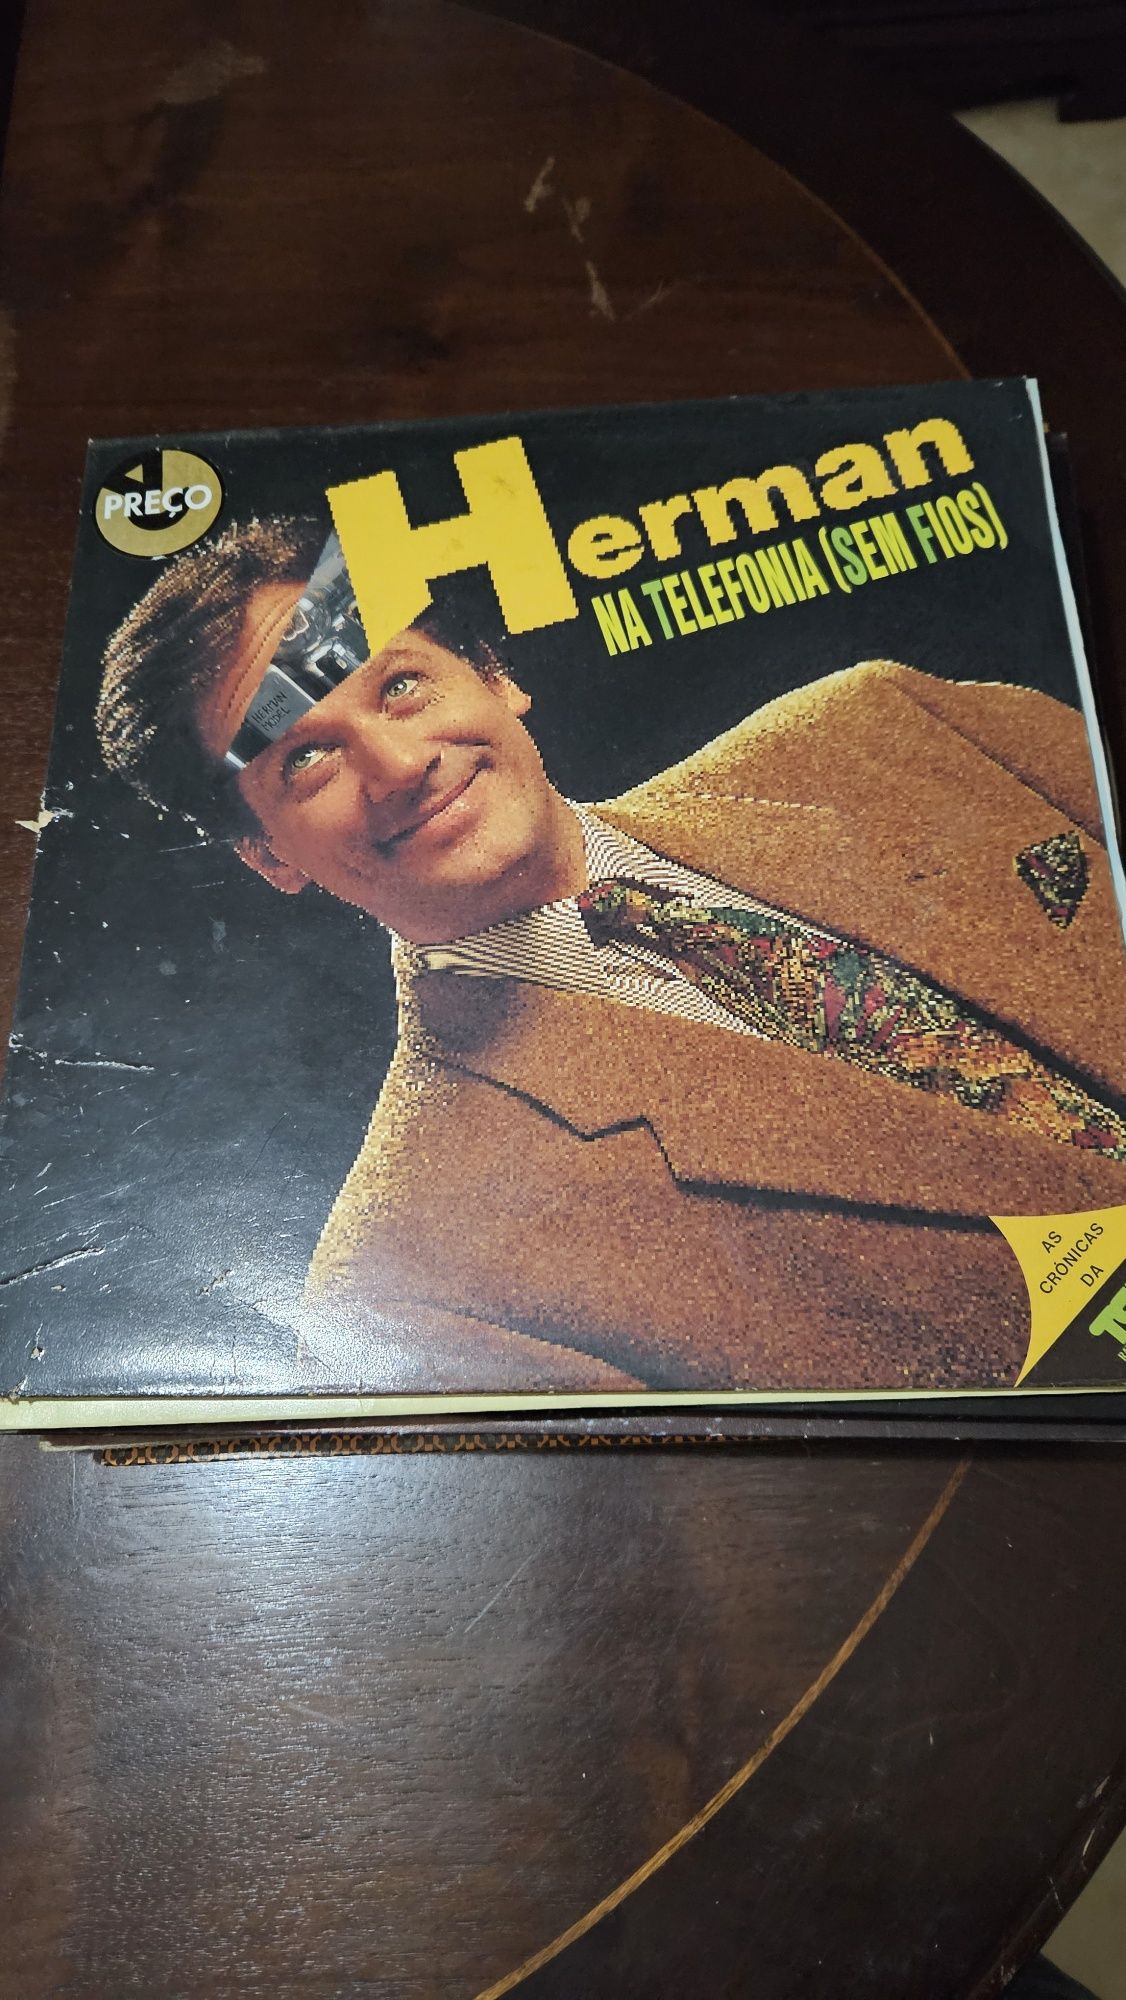 PREÇO
Herman
NA TELEFONIA (SEM FIOS)
HERMAN
MODEL
AS
CRÓNICAS
DA